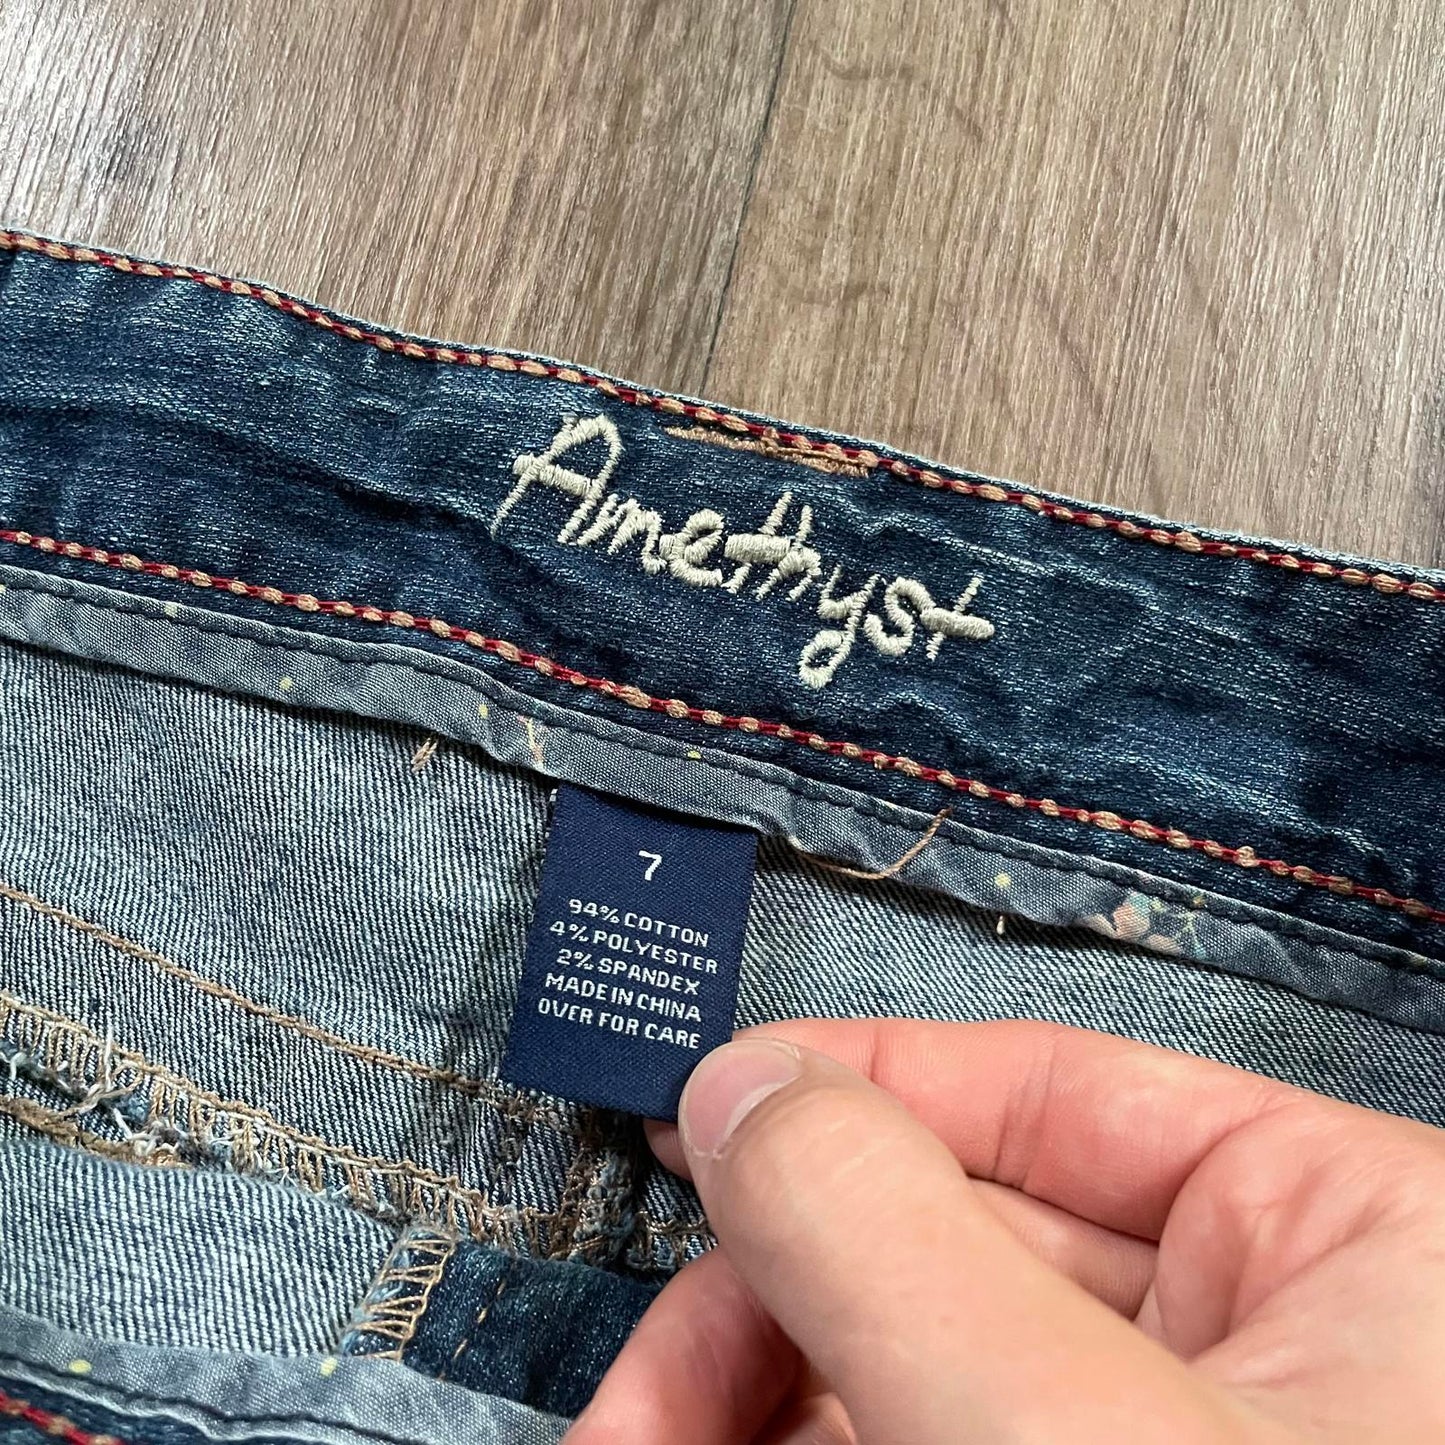 Amethyst
7
94% COTTON
4% POLYESTER
2% SPANDEX
MADE IN CHINA
OVER FOR CARE